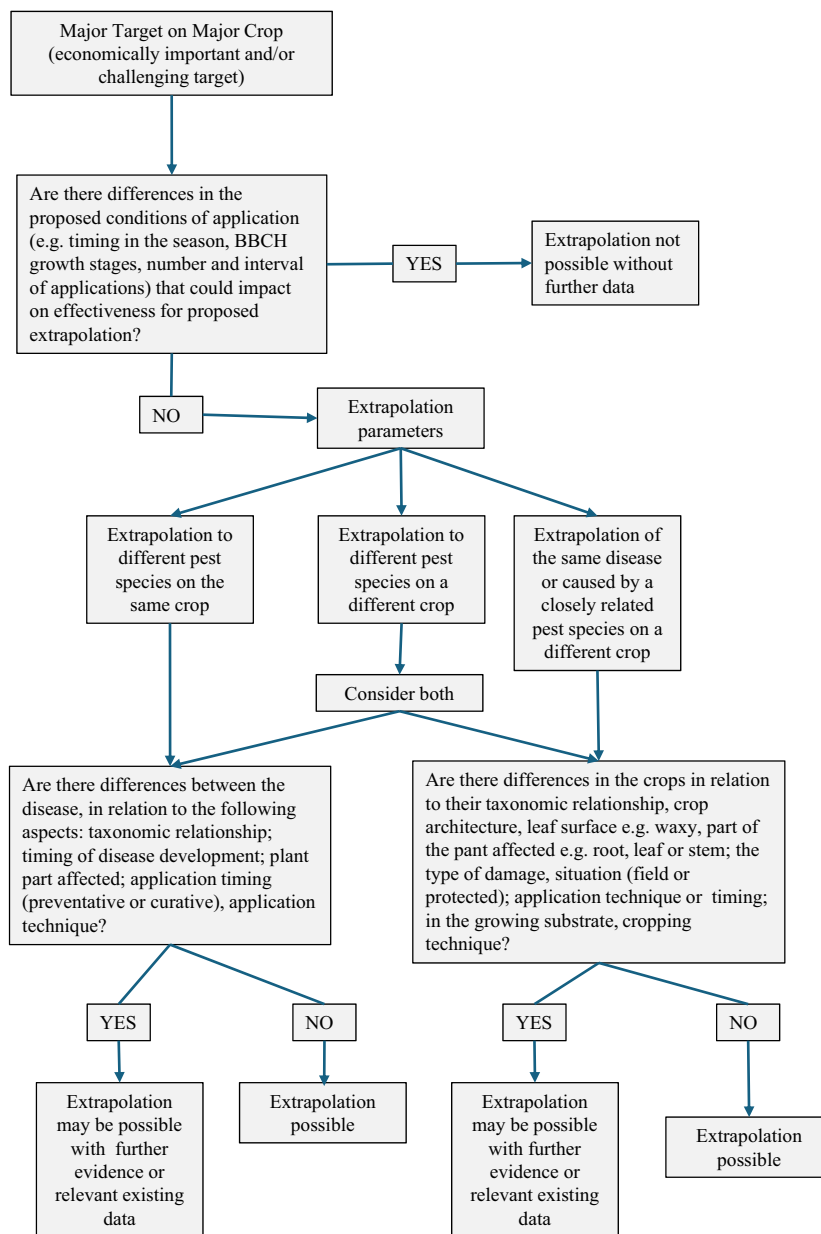 Major Target on Major Crop
(economically important and/or
challenging target)
Are there differences in the
proposed conditions of application
(e.g. timing in the season, BBCH
growth stages, number and interval
of applications) that could impact
on effectiveness for proposed
extrapolation?
YES
Extrapolation not
possible without
further data
NO
Extrapolation
parameters
Extrapolation to
different pest
species on the
same crop
Extrapolation to
different pest
species on a
different crop
Extrapolation of
the same disease
or caused by a
closely related
pest species on a
different crop
Consider both
Are there differences between the
disease, in relation to the following
aspects: taxonomic relationship;
timing of disease development; plant
part affected; application timing
(preventative or curative), application
technique?
Are there differences in the crops in relation
to their taxonomic relationship, crop
architecture, leaf surface e.g. waxy, part of
the pant affected e.g. root, leaf or stem; the
type of damage, situation (field or
protected); application technique or timing;
in the growing substrate, cropping
technique?
YES
NO
YES
NO
Extrapolation
may be possible
with further
evidence or
relevant existing
data
Extrapolation
possible
Extrapolation
may be possible
with further
evidence or
relevant existing
data
Extrapolation
possible